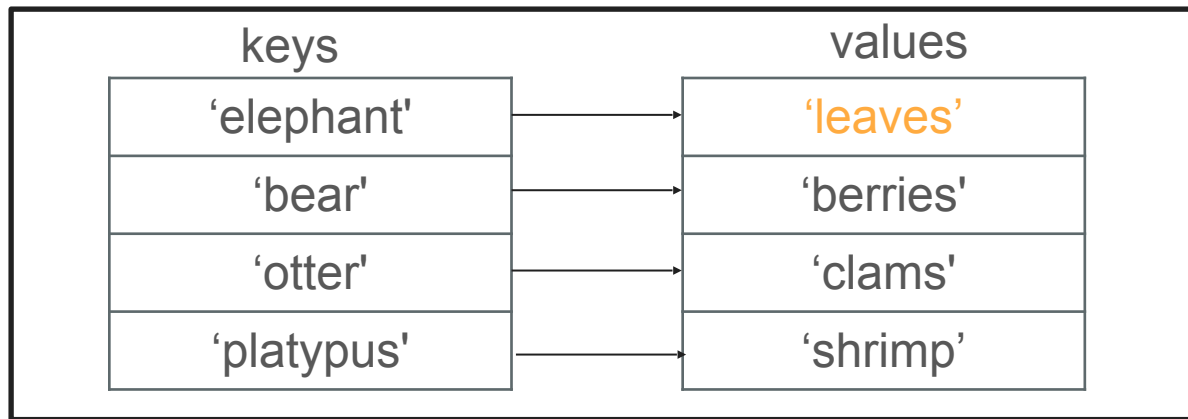 keys values
‘elephant' ‘leaves’
‘bear' ‘berries'
‘otter' ‘clams'
‘platypus' ‘shrimp’